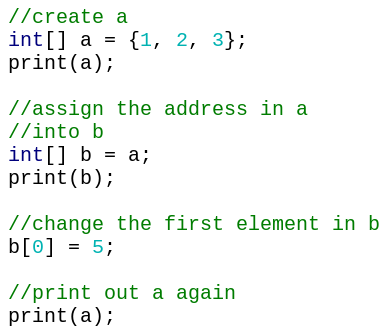 //create a
int[] a = {1, 2, 3};
print(a);
//assign the address in a
//into b
int[] b = a;
print(b);
//change the first element in b
b[0] = 5;
//print out a again
print(a);